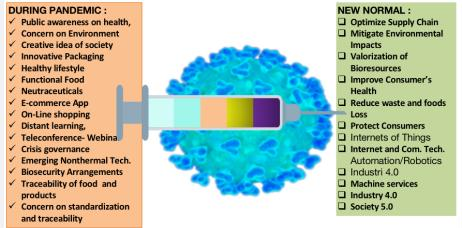 DURING PANDEMIC :
✓ Public awareness on health,
✓ Concern on Environment
✓ Creative idea of society
✓ Innovative Packaging
✓ Healthy lifestyle
✓ Functional Food
✓ Neutraceuticals
✓ E-commerce App
✓ On-Line shopping
✓ Distant learning,
✓ Teleconference- Webina
✓ Crisis governance
✓ Emerging Nonthermal Tech.
✓ Biosecurity Arrangements
✓ Traceability of food and
products
✓ Concern on standardization
and traceability
NEW NORMAL :
❑ Optimize Supply Chain
❑ Mitigate Environmental
Impacts
❑ Valorization of
Bioresources
❑ Improve Consumer's
Health
❑ Reduce waste and foods
❑ Loss
❑ Protect Consumers
❑ Internets of Things
❑ Internet and Com. Tech.
Automation/Robotics
❑ Industri 4.0
❑ Machine services
❑ Industry 4.0
❑ Society 5.0